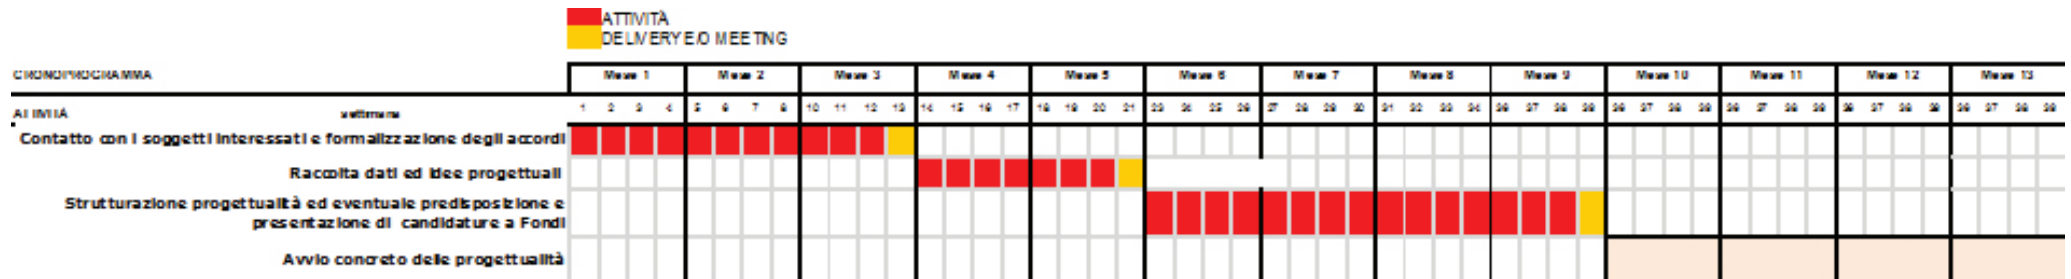 ATTIVITÀ
DELIVERY E/O MEETING
CRONOPROGRAMMA Mese 1 Mese 2 Mese 3 Mese 4 Mese 5 Mese 6 Mese 7 Mese 8 Mese 9 Mese 10 Mese 11 Mese 12 Mese 13
ATTIVITÀ settimana 1 2 3 4 5 6 7 8 10 11 12 13 14 15 16 17 18 19 20 21
Contatto con i soggetti interessati e formalizzazione degli accordi
Raccolta dati ed idee progettuali
Strutturazione progettualità ed eventuale predisposizione e
presentazione di candidature a Fondi
Avvio concreto delle progettualità